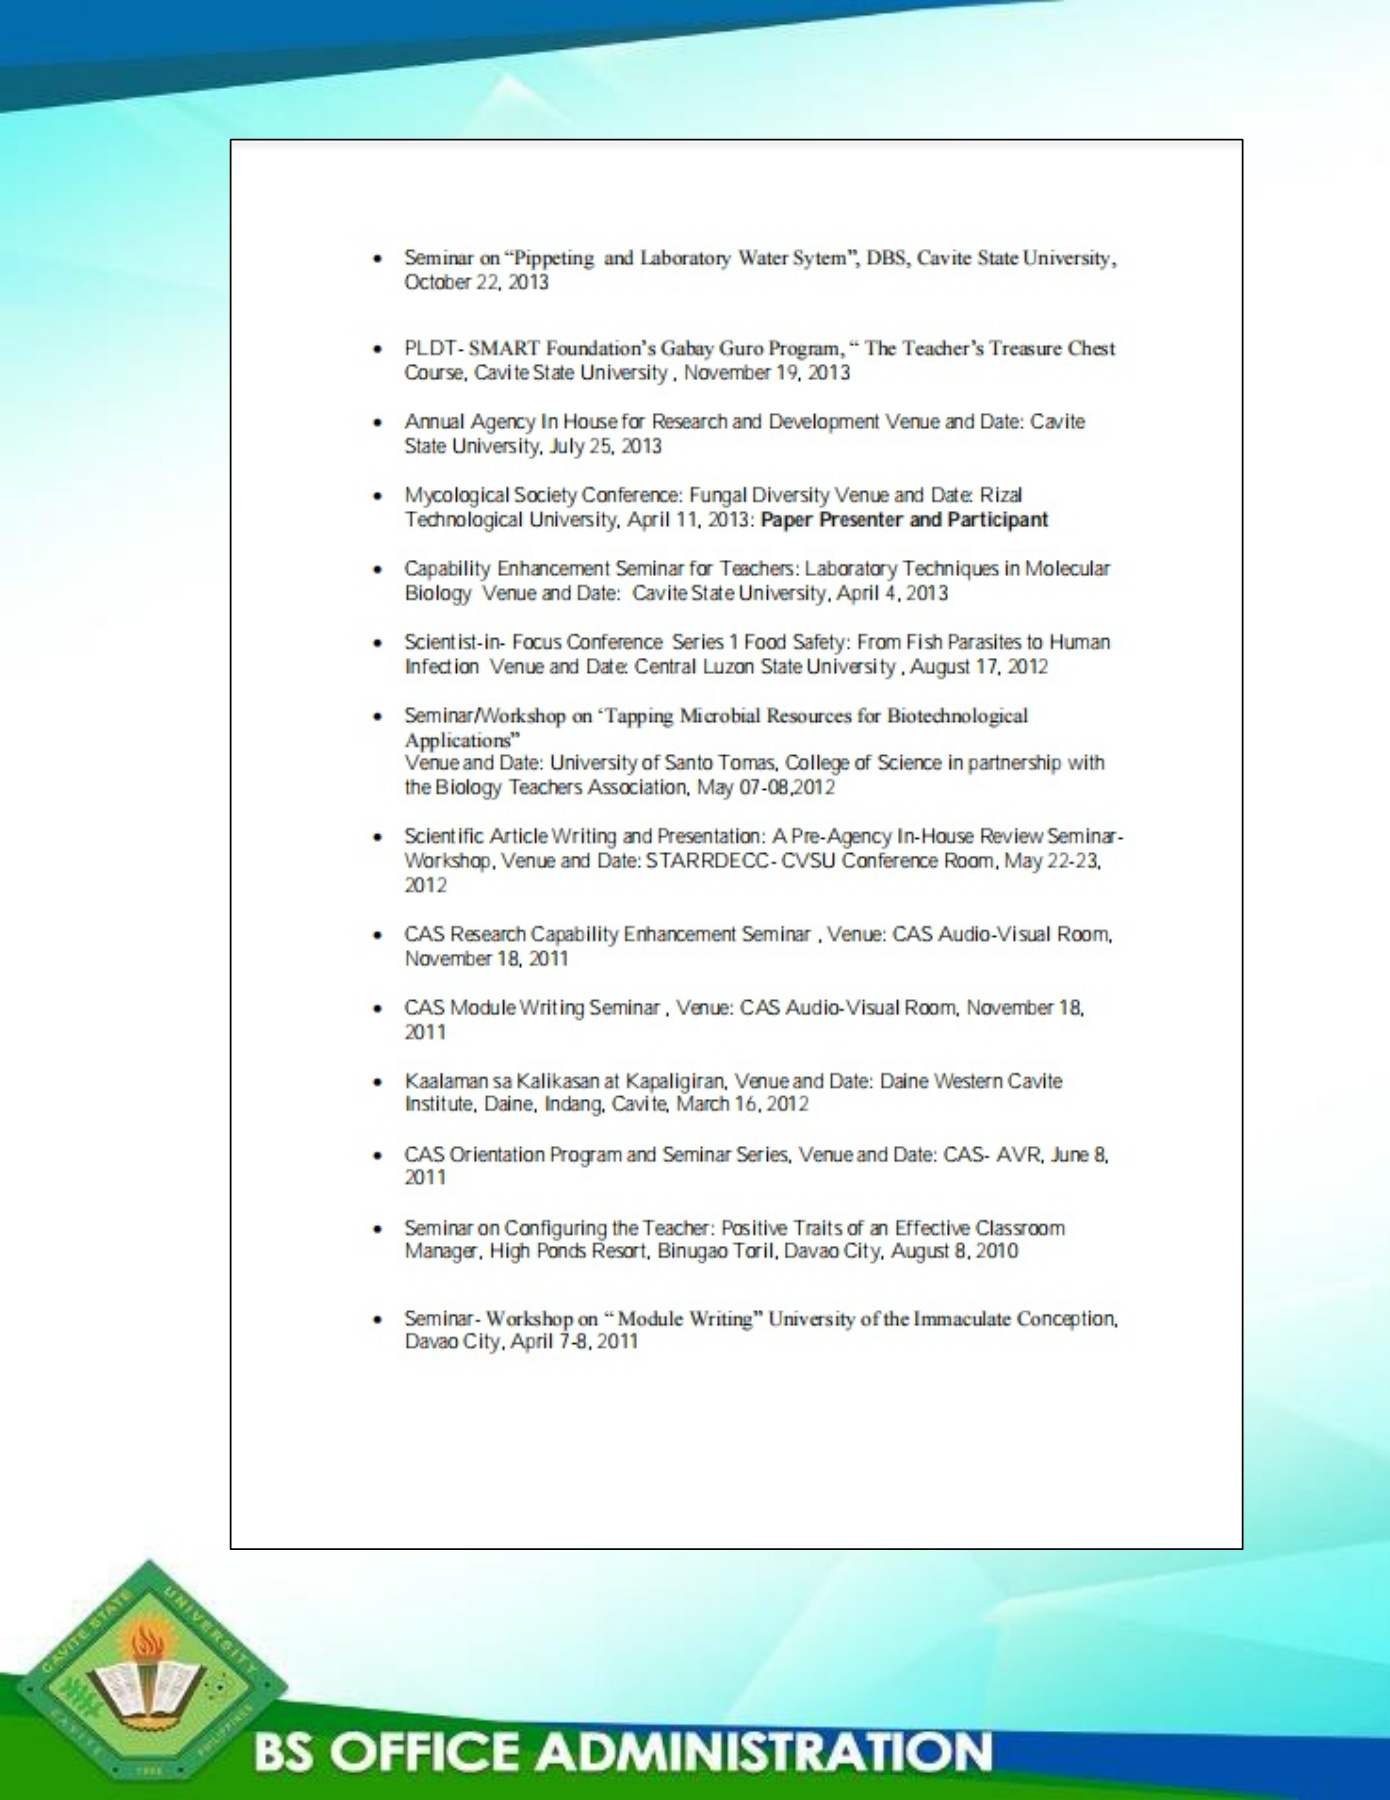 • Seminar on “Pippeting and Laboratory Water Sytem”, DBS, Cavite State University,
October 22, 2013
• PLDT- SMART Foundation’s Gabay Guro Program, “ The Teacher’s Treasure Chest
Course, Cavite State University , November 19, 2013
• Annual Agency In House for Research and Development Venue and Date: Cavite
State University, July 25, 2013
• Mycological Society Conference: Fungal Diversity Venue and Date: Rizal
Technological University, April 11, 2013: Paper Presenter and Participant
• Capability Enhancement Seminar for Teachers: Laboratory Techniques in Molecular
Biology Venue and Date: Cavite State University, April 4, 2013
• Scientist-in- Focus Conference Series 1 Food Safety: From Fish Parasites to Human
Infection Venue and Date: Central Luzon State University , August 17, 2012
• Seminar/Workshop on ‘Tapping Microbial Resources for Biotechnological
Applications”
Venue and Date: University of Santo Tomas, College of Science in partnership with
the Biology Teachers Association, May 07-08,2012
• Scientific Article Writing and Presentation: A Pre-Agency In-House Review Seminar-
Workshop, Venue and Date: STARRDECC- CVSU Conference Room, May 22-23,
2012
• CAS Research Capability Enhancement Seminar , Venue: CAS Audio-Visual Room,
November 18, 2011
• CAS Module Writing Seminar , Venue: CAS Audio-Visual Room, November 18,
2011
• Kaalaman sa Kalikasan at Kapaligiran, Venue and Date: Daine Western Cavite
Institute, Daine, Indang, Cavite, March 16, 2012
• CAS Orientation Program and Seminar Series, Venue and Date: CAS- AVR, June 8,
2011
• Seminar on Configuring the Teacher: Positive Traits of an Effective Classroom
Manager, High Ponds Resort, Binugao Toril, Davao City, August 8, 2010
• Seminar- Workshop on “ Module Writing” University of the Immaculate Conception,
Davao City, April 7-8, 2011
CAVITE STATE UNIVERSITY
CAVITE PHILIPPINES
BS OFFICE ADMINISTRATION